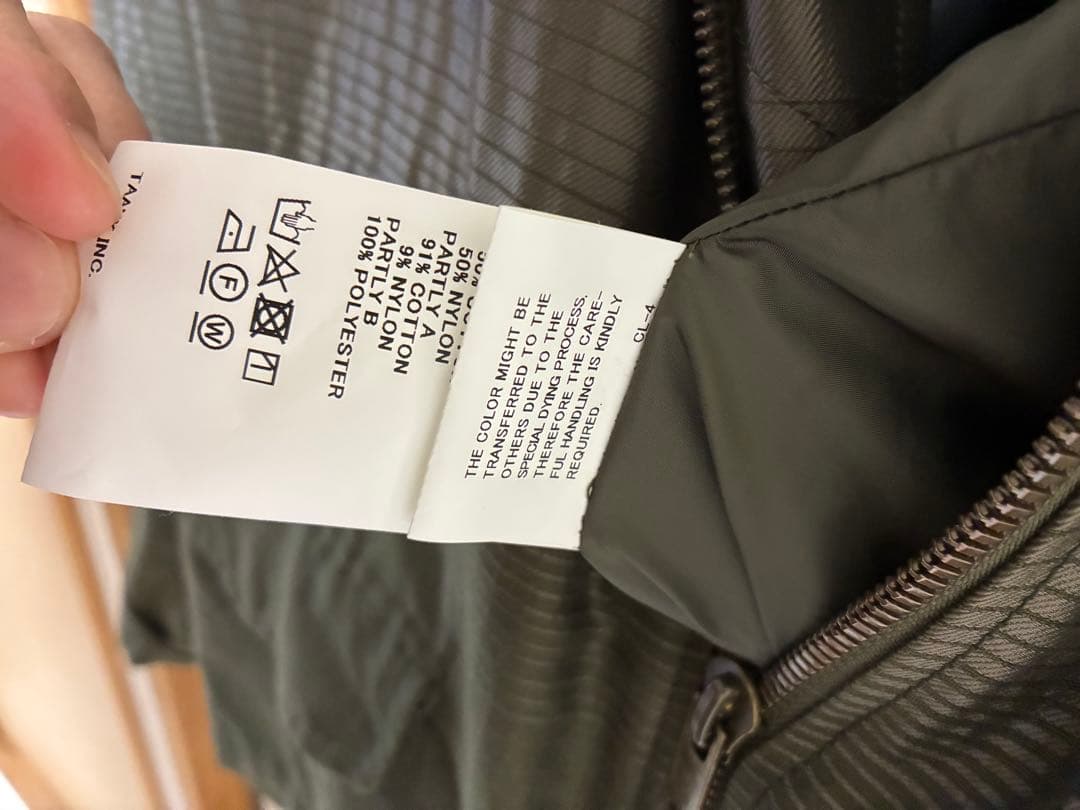 50% NYLON
PARTLY A
91% COTTON
9% NYLON
PARTLY B
100% POLYESTER
F
W
INC.
THE COLOR MIGHT BE
TRANSFERRED TO THE
OTHERS DUE TO THE
SPECIAL DYING PROCESS,
THEREFORE THE CARE-
FUL HANDLING IS KINDLY
REQUIRED.
CL-4